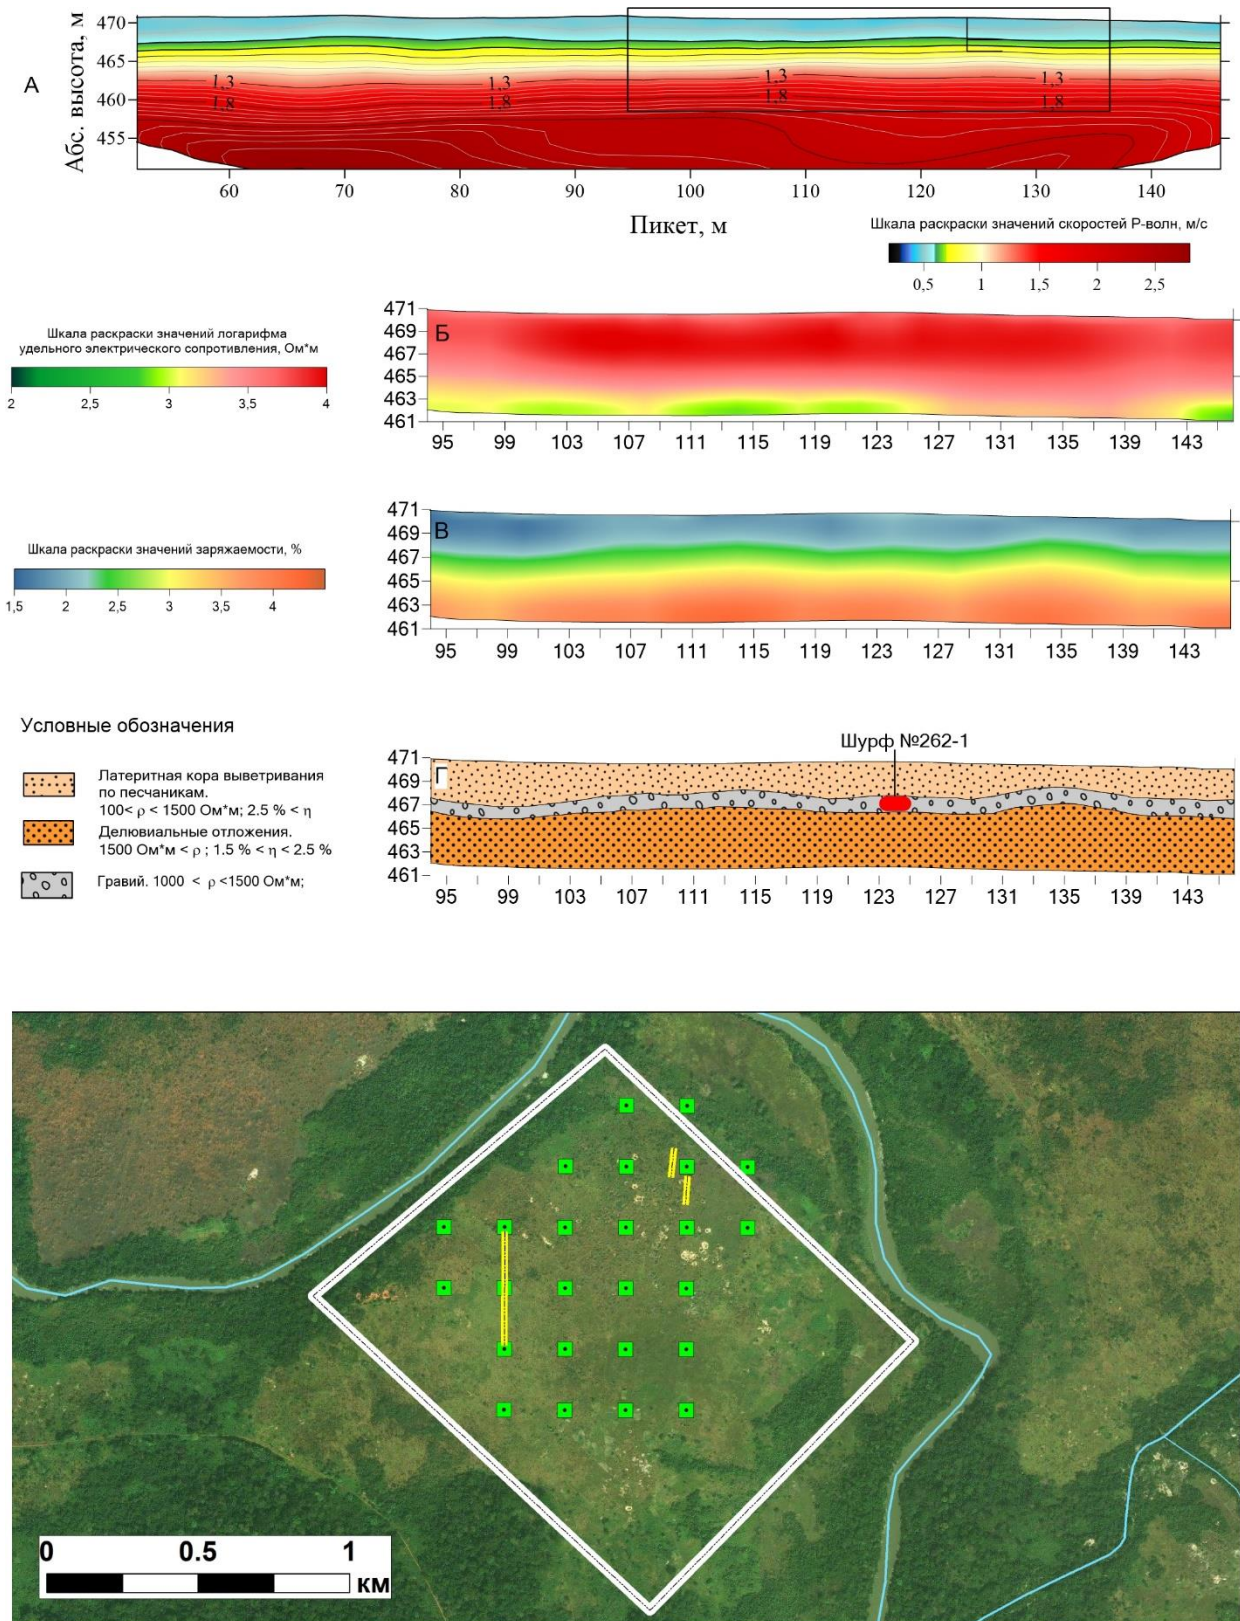 А
Абс. высота, м
470
465
460
455
1,3 1,3 1,3 1,3
1,8 1,8 1,8 1,8
60 70 80 90 100 110 120 130 140
Пикет, м
Шкала раскраски значений скоростей P-волн, м/с
0,5 1 1,5 2 2,5
Шкала раскраски значений логарифма
удельного электрического сопротивления, Ом*м
2 2,5 3 3,5 4
Б
471
469
467
465
463
461
95 99 103 107 111 115 119 123 127 131 135 139 143
Шкала раскраски значений заряжаемости, %
1,5 2 2,5 3 3,5 4
В
471
469
467
465
463
461
95 99 103 107 111 115 119 123 127 131 135 139 143
Условные обозначения
Латеритная кора выветривания
по песчаникам.
100< ρ < 1500 Ом*м; 2.5 % < η
Делювиальные отложения.
1500 Ом*м < ρ ; 1.5 % < η < 2.5 %
Гравий. 1000 < ρ <1500 Ом*м;
Шурф №262-1
Г
471
469
467
465
463
461
95 99 103 107 111 115 119 123 127 131 135 139 143
0 0.5 1
км